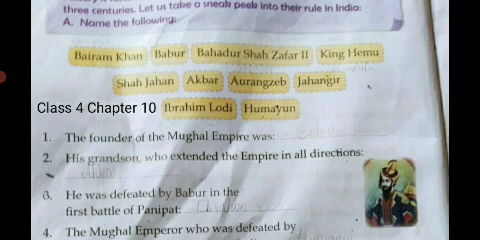 three centuries. Let us take a sneak peek into their rule in India:
A. Name the following:
Bairam Khan Babur Bahadur Shah Zafar II King Hemu
Shah Jahan Akbar Aurangzeb Jahangir
Class 4 Chapter 10 Ibrahim Lodi Humayun
1. The founder of the Mughal Empire was:
2. His grandson, who extended the Empire in all directions:
3. He was defeated by Babur in the
first battle of Panipat:
4. The Mughal Emperor who was defeated by